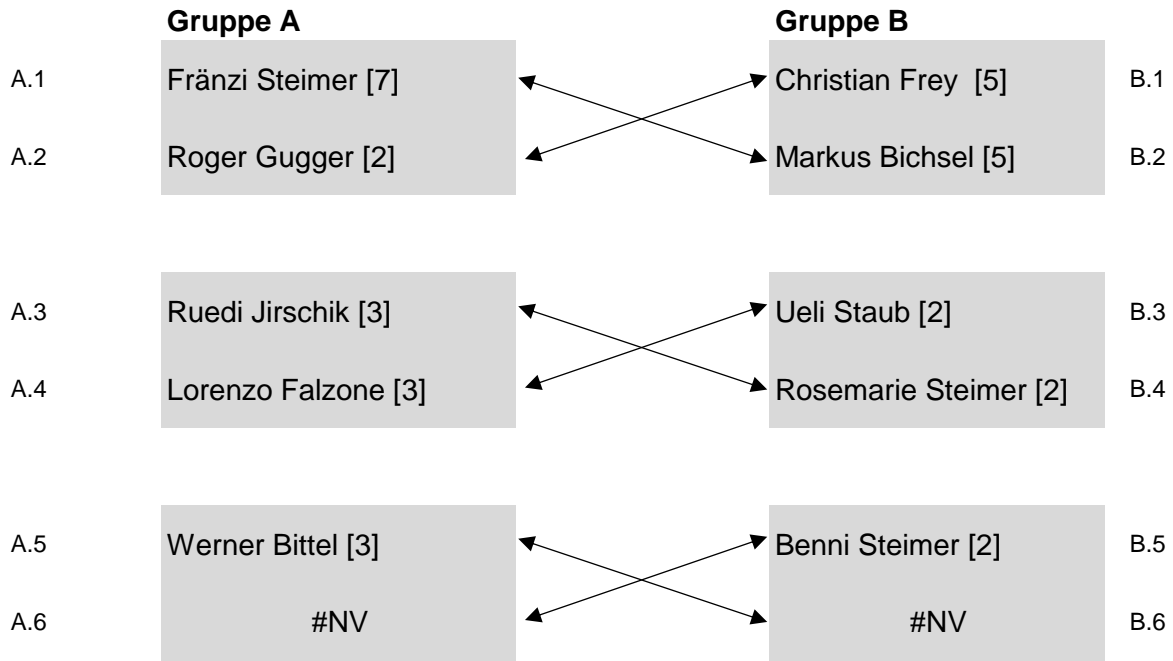 Gruppe A Gruppe B
A.1 Fränzi Steimer [7] Christian Frey [5] B.1
A.2 Roger Gugger [2] Markus Bichsel [5] B.2
A.3 Ruedi Jirschik [3] Ueli Staub [2] B.3
A.4 Lorenzo Falzone [3] Rosemarie Steimer [2] B.4
A.5 Werner Bittel [3] Benni Steimer [2] B.5
A.6 #NV #NV B.6